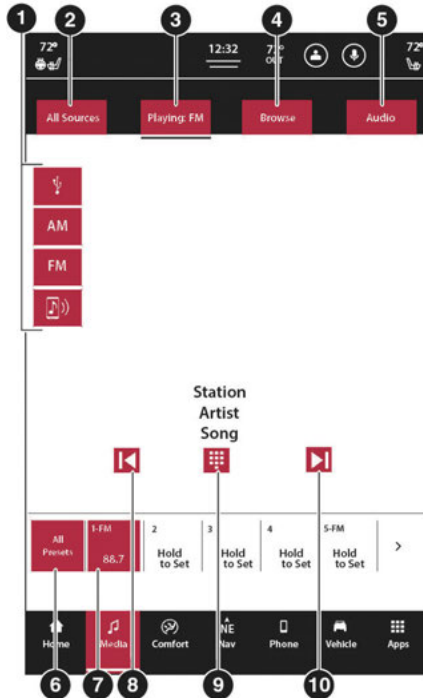 1 2 3 4 5
72° 12:32 72° OUT 72°
All Sources Playing: FM Browse Audio
AM
FM
Station
Artist
Song
All Presets
1-FM 88.7
2 Hold to Set
3 Hold to Set
4 Hold to Set
5-FM Hold to Set
>
Home Media Comfort NE Nav Phone Vehicle Apps
6 7 8 9 10